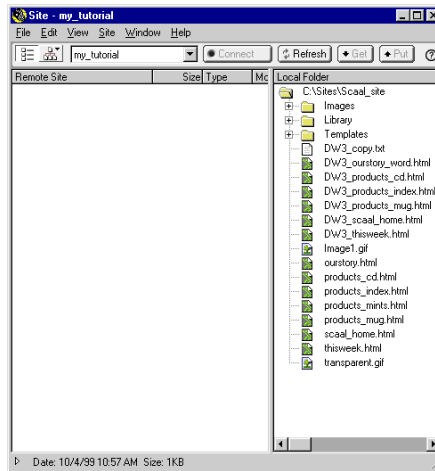 Site - my_tutorial
File Edit View Site Window Help
my_tutorial Connect Refresh Get Put
Remote Site Size Type Mc Local Folder
C:\Sites\Scaal_site
Images
Library
Templates
DW3_copy.txt
DW3_ourstory_word.html
DW3_products_cd.html
DW3_products_index.html
DW3_products_mug.html
DW3_scaal_home.html
DW3_thisweek.html
Image1.gif
ourstory.html
products_cd.html
products_index.html
products_mints.html
products_mug.html
scaal_home.html
thisweek.html
transparent.gif
Date: 10/4/99 10:57 AM Size: 1KB